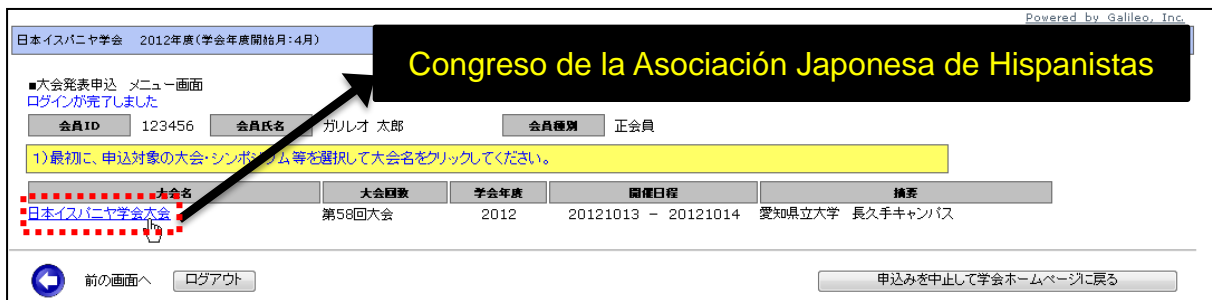 Powered by Galileo, Inc.
日本イスパニヤ学会 2012年度(学会年度開始月:4月)
Congreso de la Asociación Japonesa de Hispanistas
■大会発表申込 メニュー画面
ログインが完了しました
会員ID 123456 会員氏名 ガリレオ 太郎 会員種別 正会員
1)最初に、申込対象の大会・シンポジウム等を選択して大会名をクリックしてください。
大会名 大会回数 学会年度 開催日程 摘要
日本イスパニヤ学会大会 第58回大会 2012 20121013 － 20121014 愛知県立大学 長久手キャンパス
前の画面へ ログアウト 申込みを中止して学会ホームページに戻る